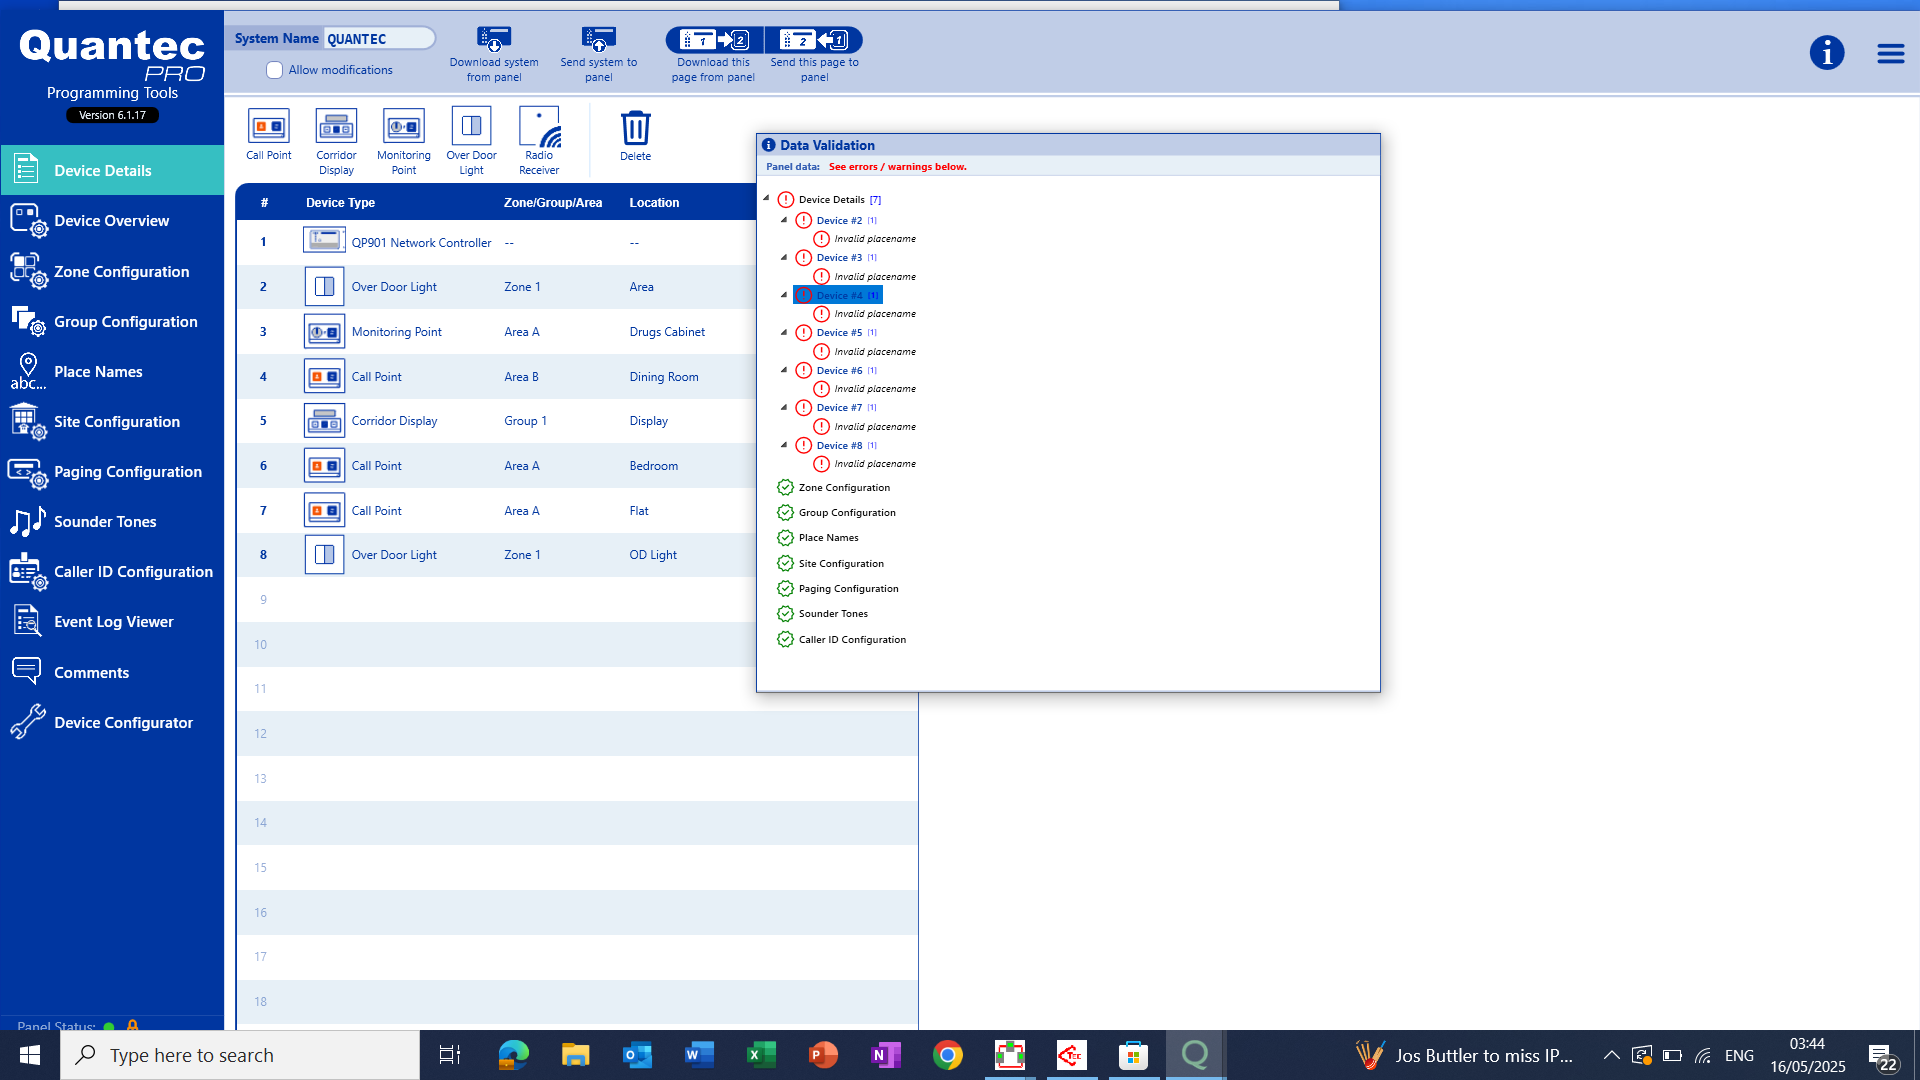 Quantec
PRO
Programming Tools
Version 6.1.17
System Name QUANTEC
Allow modifications
Download system
from panel
Send system to
panel
1 2
Download this
page from panel
2 1
Send this page to
panel
Call Point
Corridor
Display
Monitoring
Point
Over Door
Light
Radio
Receiver
Delete
Device Details
Device Overview
Zone Configuration
Group Configuration
abc...
Place Names
Site Configuration
Paging Configuration
Sounder Tones
Caller ID Configuration
Event Log Viewer
Comments
Device Configurator
Panel Status:
# Device Type Zone/Group/Area Location
1 QP901 Network Controller -- --
2 Over Door Light Zone 1 Area
3 Monitoring Point Area A Drugs Cabinet
4 Call Point Area B Dining Room
5 Corridor Display Group 1 Display
6 Call Point Area A Bedroom
7 Call Point Area A Flat
8 Over Door Light Zone 1 OD Light
9
10
11
12
13
14
15
16
17
18
Data Validation
Panel data: See errors / warnings below.
Device Details [7]
Device #2 [1]
Invalid placename
Device #3 [1]
Invalid placename
Device #4 [1]
Invalid placename
Device #5 [1]
Invalid placename
Device #6 [1]
Invalid placename
Device #7 [1]
Invalid placename
Device #8 [1]
Invalid placename
Zone Configuration
Group Configuration
Place Names
Site Configuration
Paging Configuration
Sounder Tones
Caller ID Configuration
Type here to search
Jos Buttler to miss IP...
ENG
03:44
16/05/2025
22